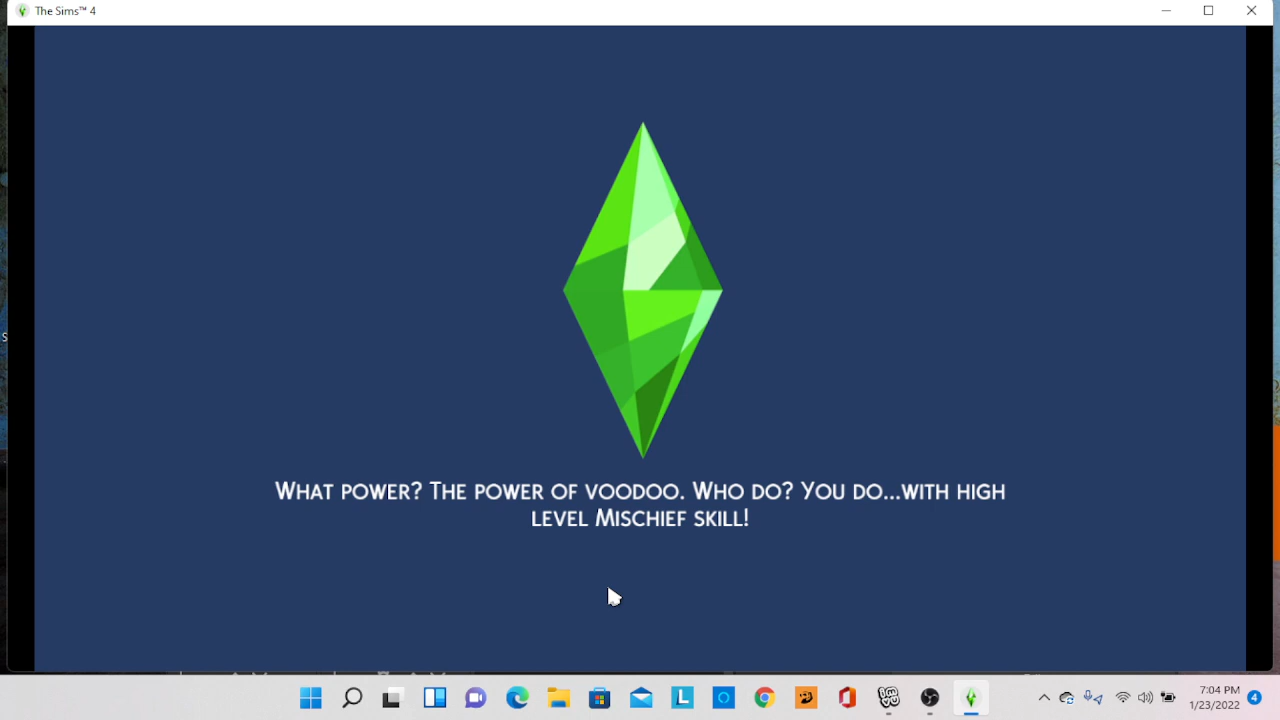 The Sims™ 4
What power? The power of voodoo. Who do? You do...with high
level Mischief skill!
7:04 PM
1/23/2022
4